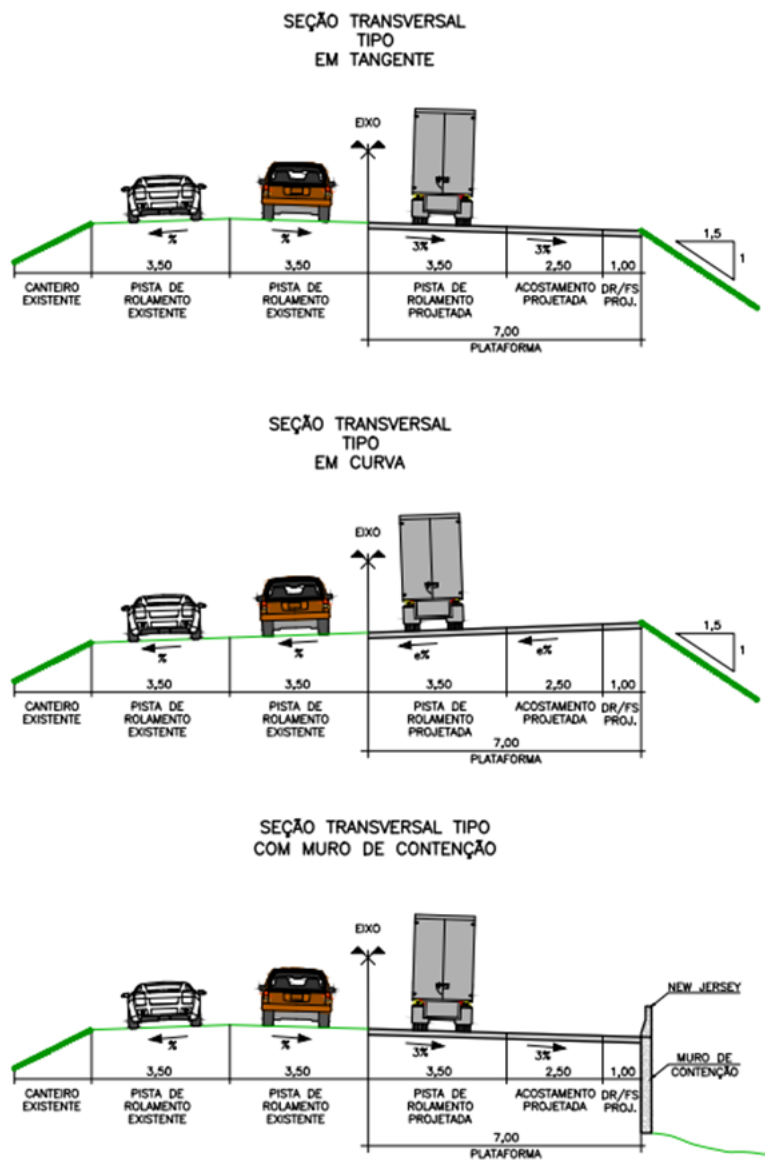 SEÇÃO TRANSVERSAL
TIPO
EM TANGENTE
EIXO
% % 3% 3%
1,5
1
3,50 3,50 3,50 2,50 1,00
CANTEIRO EXISTENTE
PISTA DE ROLAMENTO EXISTENTE
PISTA DE ROLAMENTO EXISTENTE
PISTA DE ROLAMENTO PROJETADA
ACOSTAMENTO PROJETADA
DR/FS PROJ.
7,00
PLATAFORMA
SEÇÃO TRANSVERSAL
TIPO
EM CURVA
EIXO
% % e% e%
1,5
1
3,50 3,50 3,50 2,50 1,00
CANTEIRO EXISTENTE
PISTA DE ROLAMENTO EXISTENTE
PISTA DE ROLAMENTO EXISTENTE
PISTA DE ROLAMENTO PROJETADA
ACOSTAMENTO PROJETADA
DR/FS PROJ.
7,00
PLATAFORMA
SEÇÃO TRANSVERSAL TIPO
COM MURO DE CONTENÇÃO
EIXO
NEW JERSEY
% % 3% 3%
MURO DE CONTENÇÃO
3,50 3,50 3,50 2,50 1,00
CANTEIRO EXISTENTE
PISTA DE ROLAMENTO EXISTENTE
PISTA DE ROLAMENTO EXISTENTE
PISTA DE ROLAMENTO PROJETADA
ACOSTAMENTO PROJETADA
DR/FS PROJ.
7,00
PLATAFORMA